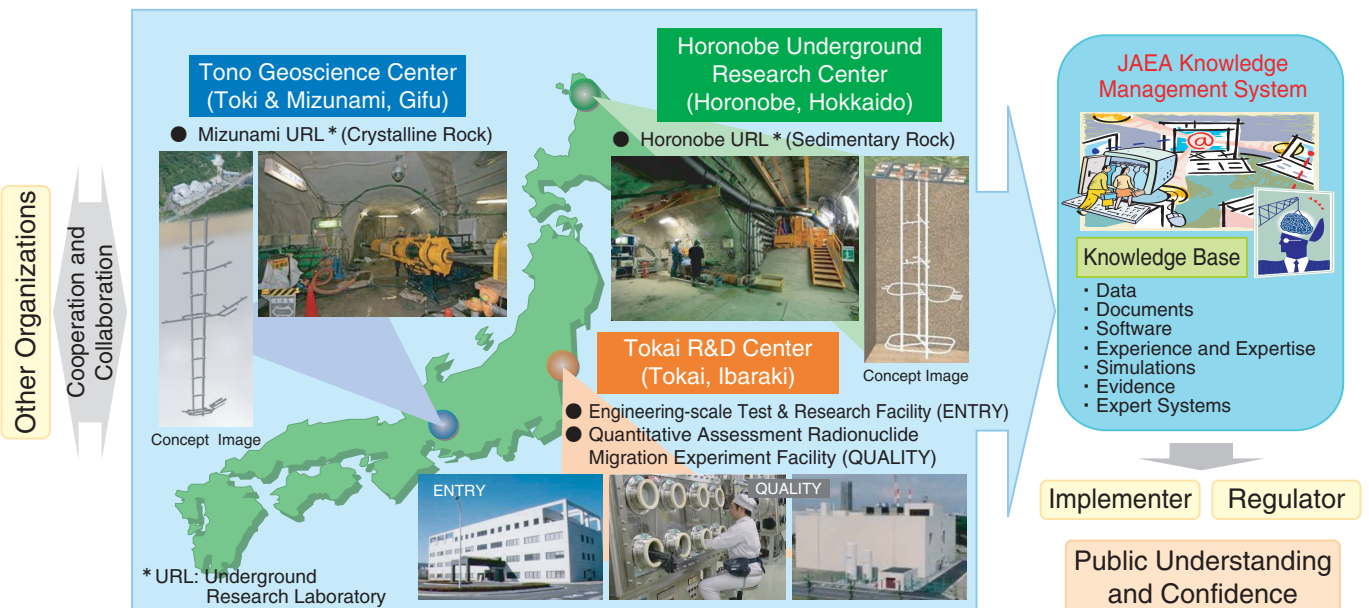 Other Organizations
Cooperation and
Collaboration
Tono Geoscience Center
(Toki & Mizunami, Gifu)
● Mizunami URL * (Crystalline Rock)
Concept Image
Horonobe Underground
Research Center
(Horonobe, Hokkaido)
● Horonobe URL * (Sedimentary Rock)
Concept Image
Tokai R&D Center
(Tokai, Ibaraki)
● Engineering-scale Test & Research Facility (ENTRY)
● Quantitative Assessment Radionuclide
Migration Experiment Facility (QUALITY)
ENTRY
QUALITY
* URL: Underground
Research Laboratory
JAEA Knowledge
Management System
@
Knowledge Base
・Data
・Documents
・Software
・Experience and Expertise
・Simulations
・Evidence
・Expert Systems
Implementer
Regulator
Public Understanding
and Confidence